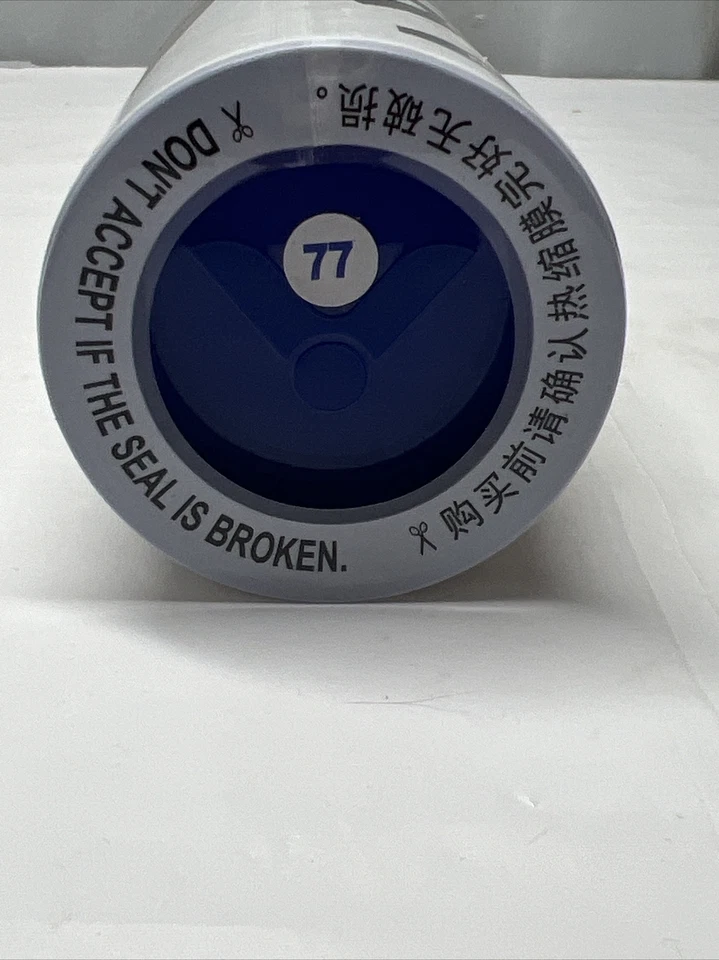 DON'T ACCEPT IF THE SEAL IS BROKEN.
购买前请确认热缩膜完好无破损。
77